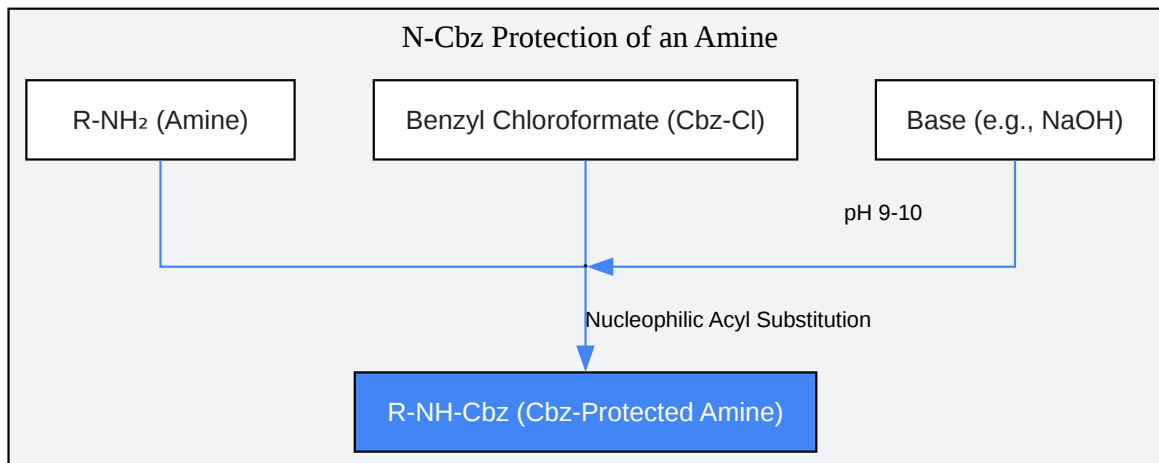 N-Cbz Protection of an Amine
R-NH₂ (Amine)
Benzyl Chloroformate (Cbz-Cl)
Base (e.g., NaOH)
pH 9-10
Nucleophilic Acyl Substitution
R-NH-Cbz (Cbz-Protected Amine)